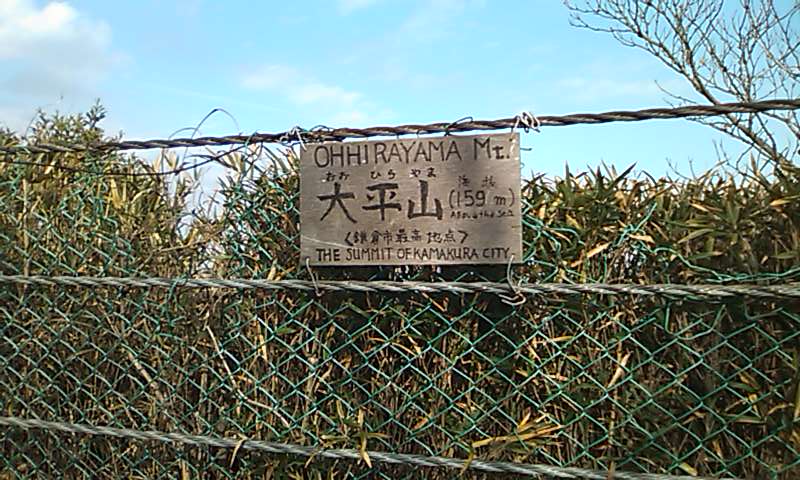 OHHIRAYAMA MT.
おお ひら やま
大平山
海抜
(159 m)
Above the Sea
〈鎌倉市最高地点〉
THE SUMMIT OF KAMAKURA CITY